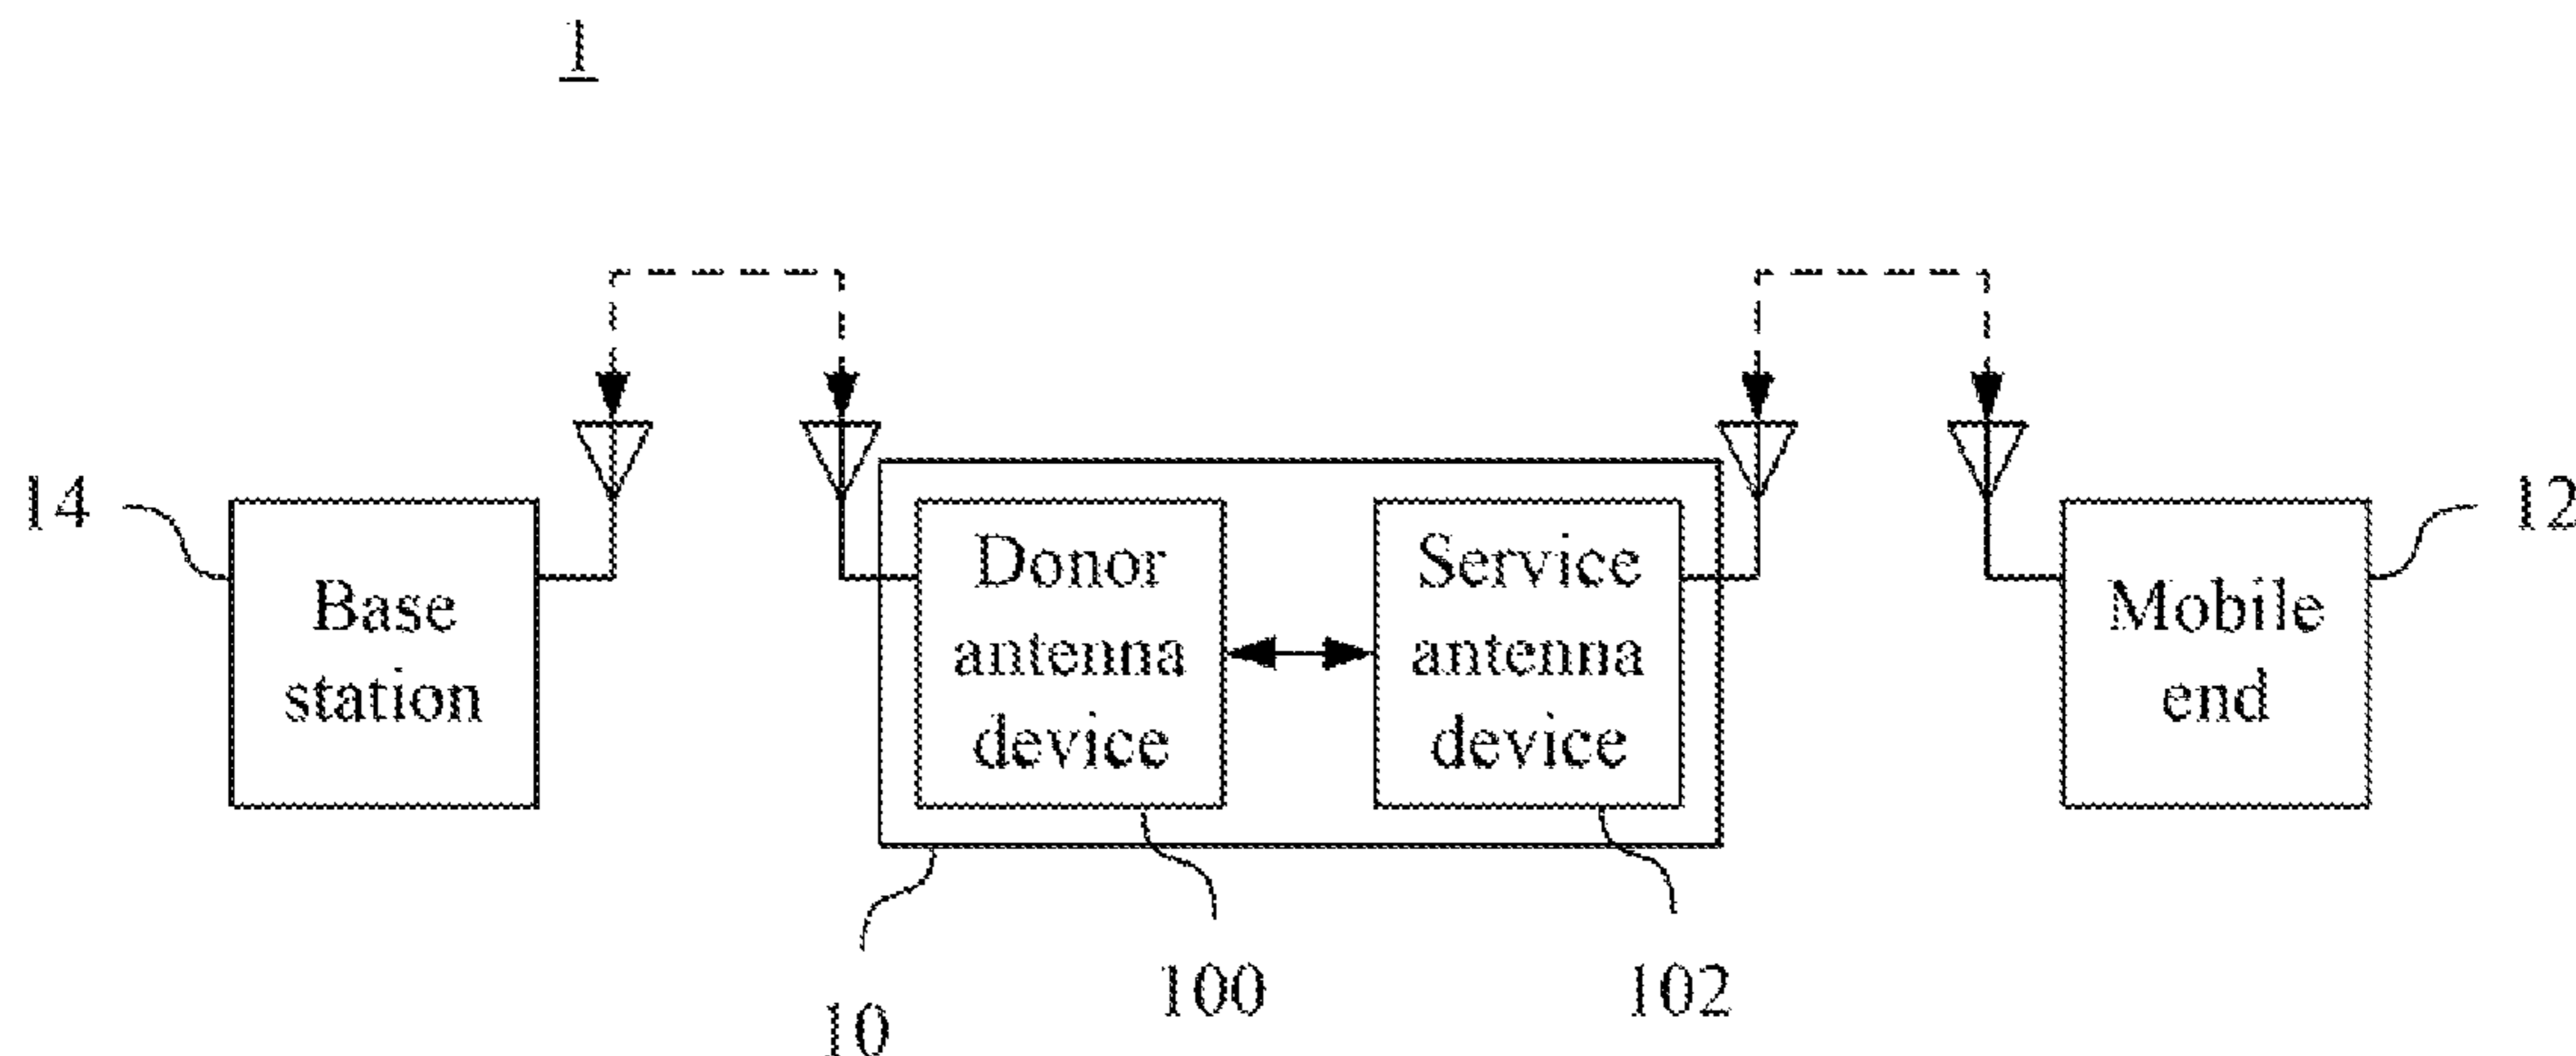 1
14
Base
station
Donor
antenna
device
Service
antenna
device
Mobile
end
12
10
100
102